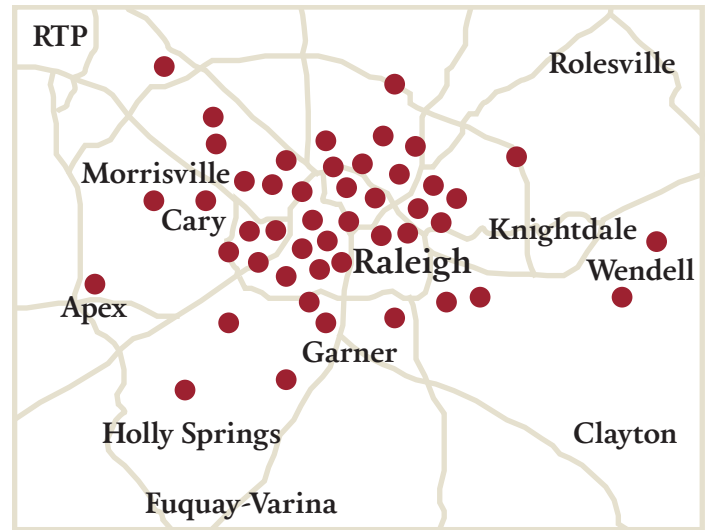 RTP
Rolesville
Morrisville
Cary
Knightdale
Raleigh
Wendell
Apex
Garner
Holly Springs
Clayton
Fuquay-Varina